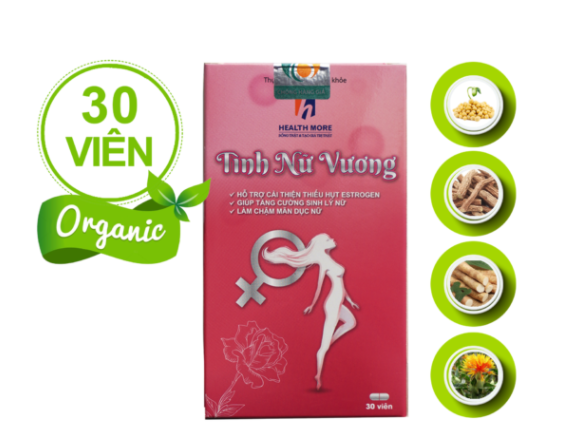 30
VIÊN
Organic
khỏe
HEALTH MORE
Tinh Nữ Vương
HỖ TRỢ CẢI THIỆN THIẾU HỤT ESTROGEN
GIÚP TĂNG CƯỜNG SINH LÝ NỮ
LÀM CHẬM MÃN DỤC NỮ
30 viên